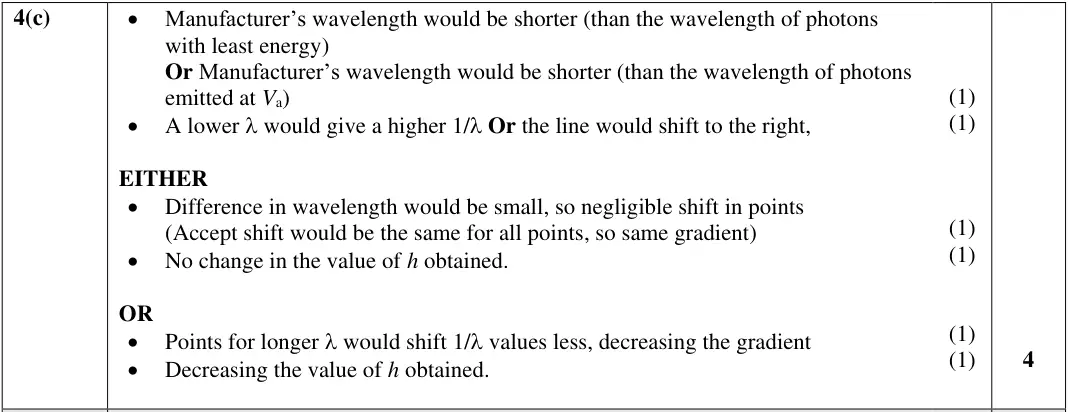 4(c)
• Manufacturer’s wavelength would be shorter (than the wavelength of photons
with least energy)
Or Manufacturer’s wavelength would be shorter (than the wavelength of photons
emitted at Va) (1)
• A lower λ would give a higher 1/λ Or the line would shift to the right, (1)
EITHER
• Difference in wavelength would be small, so negligible shift in points
(Accept shift would be the same for all points, so same gradient) (1)
• No change in the value of h obtained. (1)
OR
• Points for longer λ would shift 1/λ values less, decreasing the gradient (1)
• Decreasing the value of h obtained. (1) 4